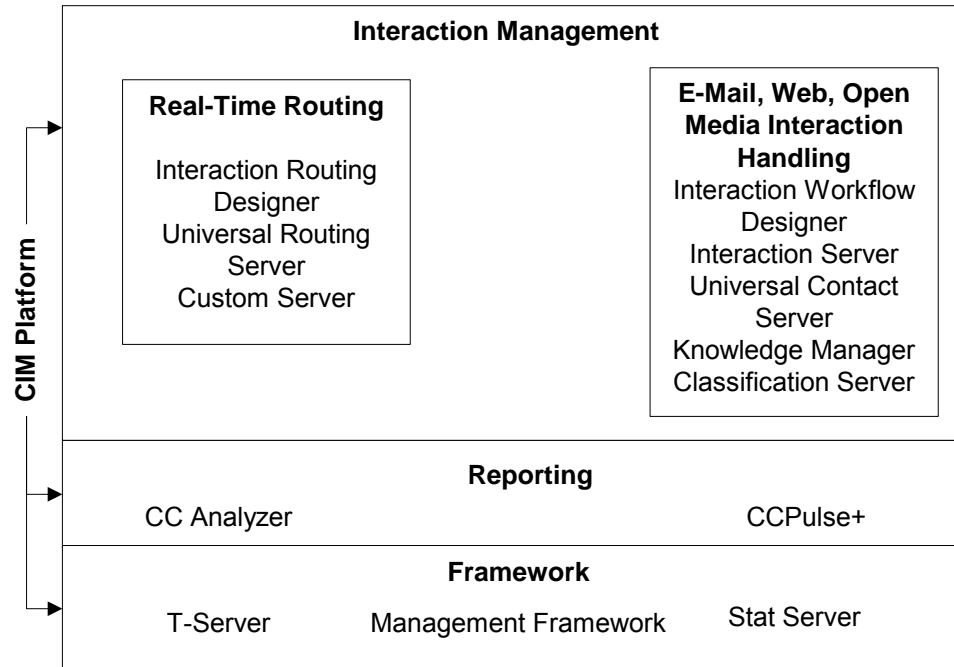 Interaction Management
Real-Time Routing
Interaction Routing
Designer
Universal Routing
Server
Custom Server
E-Mail, Web, Open
Media Interaction
Handling
Interaction Workflow
Designer
Interaction Server
Universal Contact
Server
Knowledge Manager
Classification Server
CIM Platform
Reporting
CC Analyzer
CCPulse+
Framework
T-Server
Management Framework
Stat Server